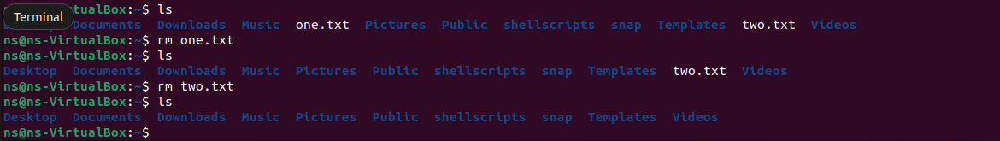 Terminal
rtualBox:~$ ls
Documents Downloads Music one.txt Pictures Public shellscripts snap Templates two.txt Videos
ns@ns-VirtualBox:~$ rm one.txt
ns@ns-VirtualBox:~$ ls
Desktop Documents Downloads Music Pictures Public shellscripts snap Templates two.txt Videos
ns@ns-VirtualBox:~$ rm two.txt
ns@ns-VirtualBox:~$ ls
Desktop Documents Downloads Music Pictures Public shellscripts snap Templates Videos
ns@ns-VirtualBox:~$